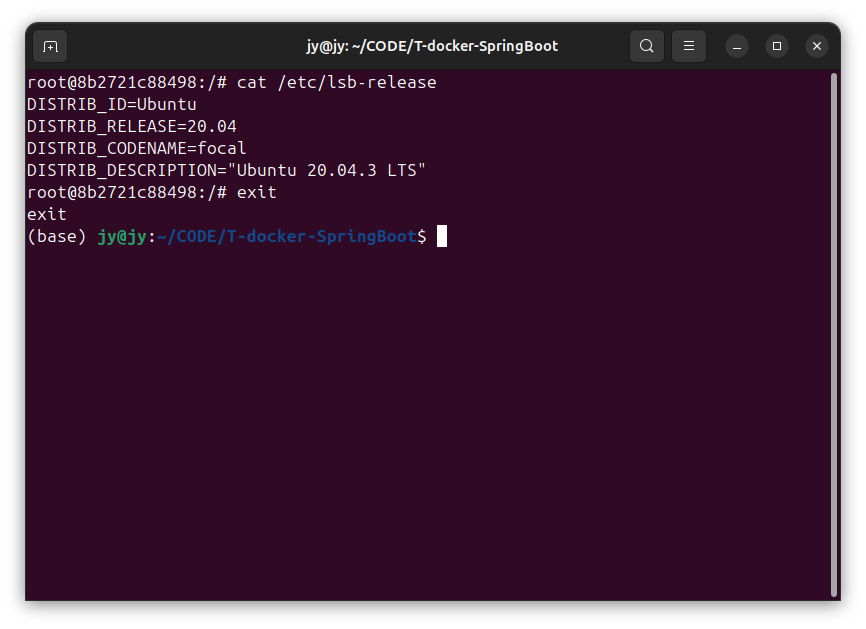 jy@jy: ~/CODE/T-docker-SpringBoot
root@8b2721c88498:/# cat /etc/lsb-release
DISTRIB_ID=Ubuntu
DISTRIB_RELEASE=20.04
DISTRIB_CODENAME=focal
DISTRIB_DESCRIPTION="Ubuntu 20.04.3 LTS"
root@8b2721c88498:/# exit
exit
(base) jy@jy:~/CODE/T-docker-SpringBoot$